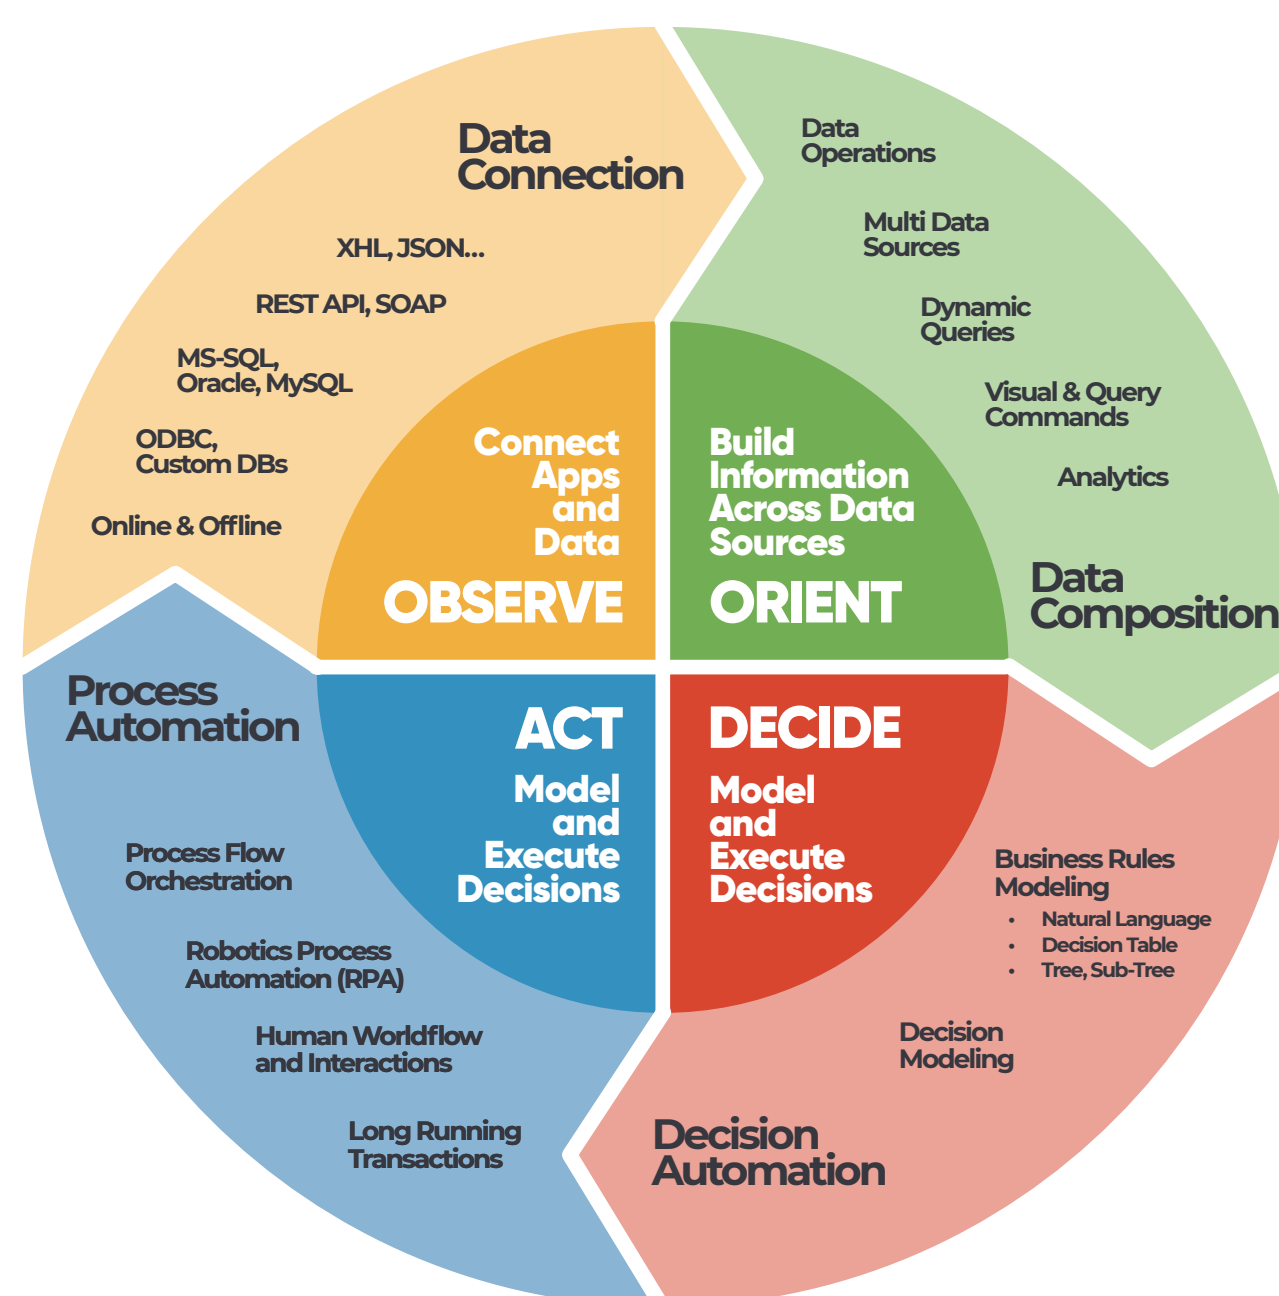 Data
Connection
XHL, JSON...
REST API, SOAP
MS-SQL,
Oracle, MySQL
ODBC,
Custom DBs
Online & Offline
Connect
Apps
and
Data
OBSERVE
Data
Operations
Multi Data
Sources
Dynamic
Queries
Visual & Query
Commands
Analytics
Data
Composition
Build
Information
Across Data
Sources
ORIENT
DECIDE
Model
and
Execute
Decisions
Business Rules
Modeling
• Natural Language
• Decision Table
• Tree, Sub-Tree
Decision
Modeling
Decision
Automation
ACT
Model
and
Execute
Decisions
Process
Automation
Process Flow
Orchestration
Robotics Process
Automation (RPA)
Human Worldflow
and Interactions
Long Running
Transactions